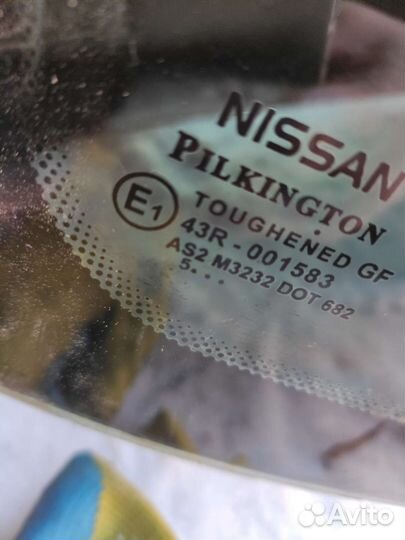 NISSAN
PILKINGTON
E1
TOUGHENED GF
43R - 001583
AS2 M3232 DOT 682
5...
Avito